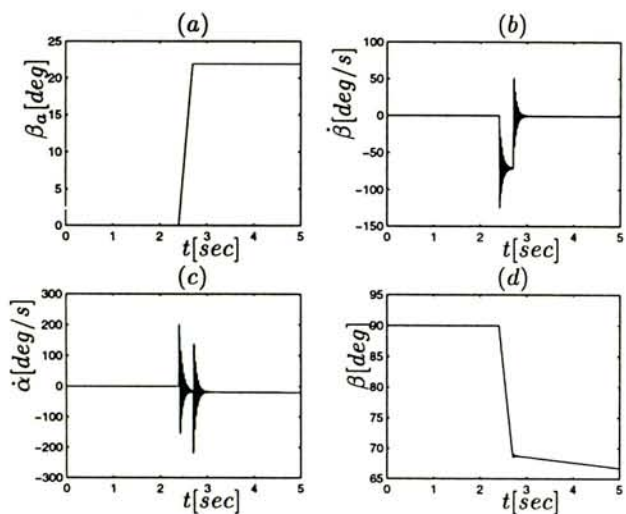 (a)
25
20
15
10
5
0
β_a[deg]
0 1 2 3 4 5
t[sec]
(b)
100
50
0
-50
-100
-150
β̇[deg/s]
0 1 2 3 4 5
t[sec]
(c)
300
200
100
0
-100
-200
-300
α̇[deg/s]
0 1 2 3 4 5
t[sec]
(d)
95
90
85
80
75
70
65
β[deg]
0 1 2 3 4 5
t[sec]